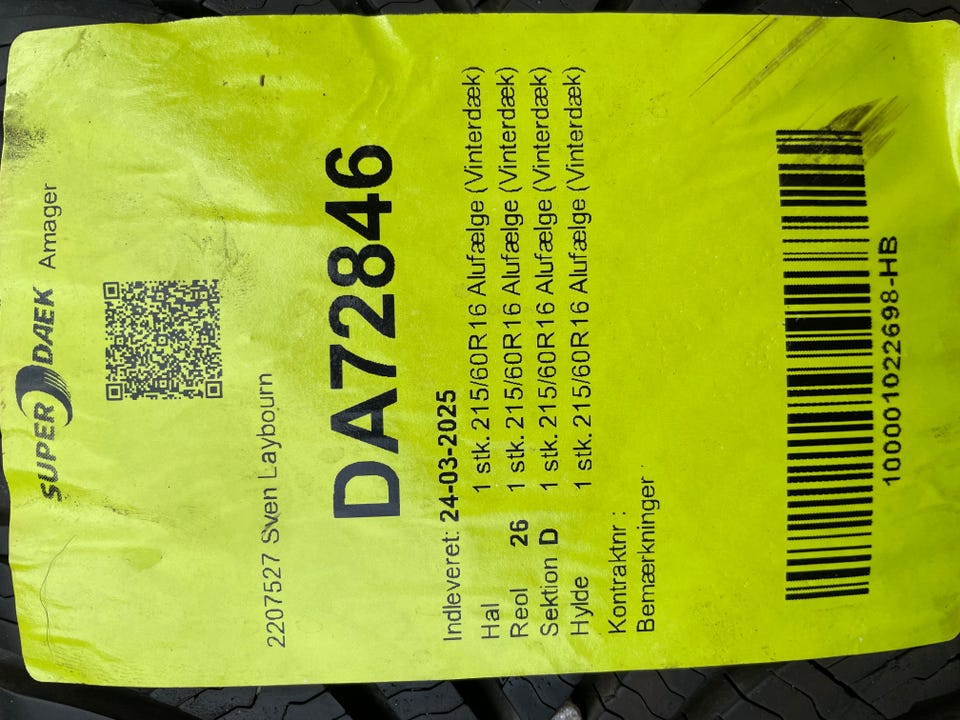 SUPER DÆK Amager
2207527 Sven Laybourn
DA72846
Indleveret: 24-03-2025
Hal 1 stk. 215/60R16 Alufælge (Vinterdæk)
Reol 26 1 stk. 215/60R16 Alufælge (Vinterdæk)
Sektion D 1 stk. 215/60R16 Alufælge (Vinterdæk)
Hylde 1 stk. 215/60R16 Alufælge (Vinterdæk)
Kontraktnr :
Bemærkninger
100001022698-HB